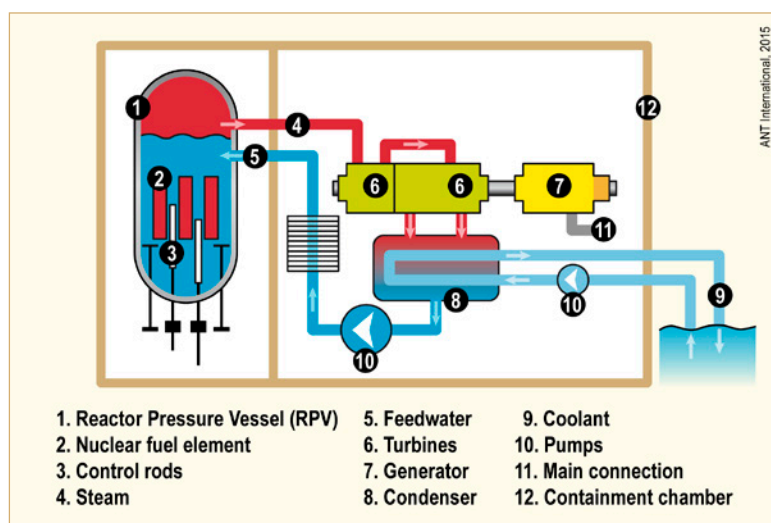 ANT International, 2015
1
12
4
5
2
6
6
7
11
3
8
10
9
10
1. Reactor Pressure Vessel (RPV)
2. Nuclear fuel element
3. Control rods
4. Steam
5. Feedwater
6. Turbines
7. Generator
8. Condenser
9. Coolant
10. Pumps
11. Main connection
12. Containment chamber